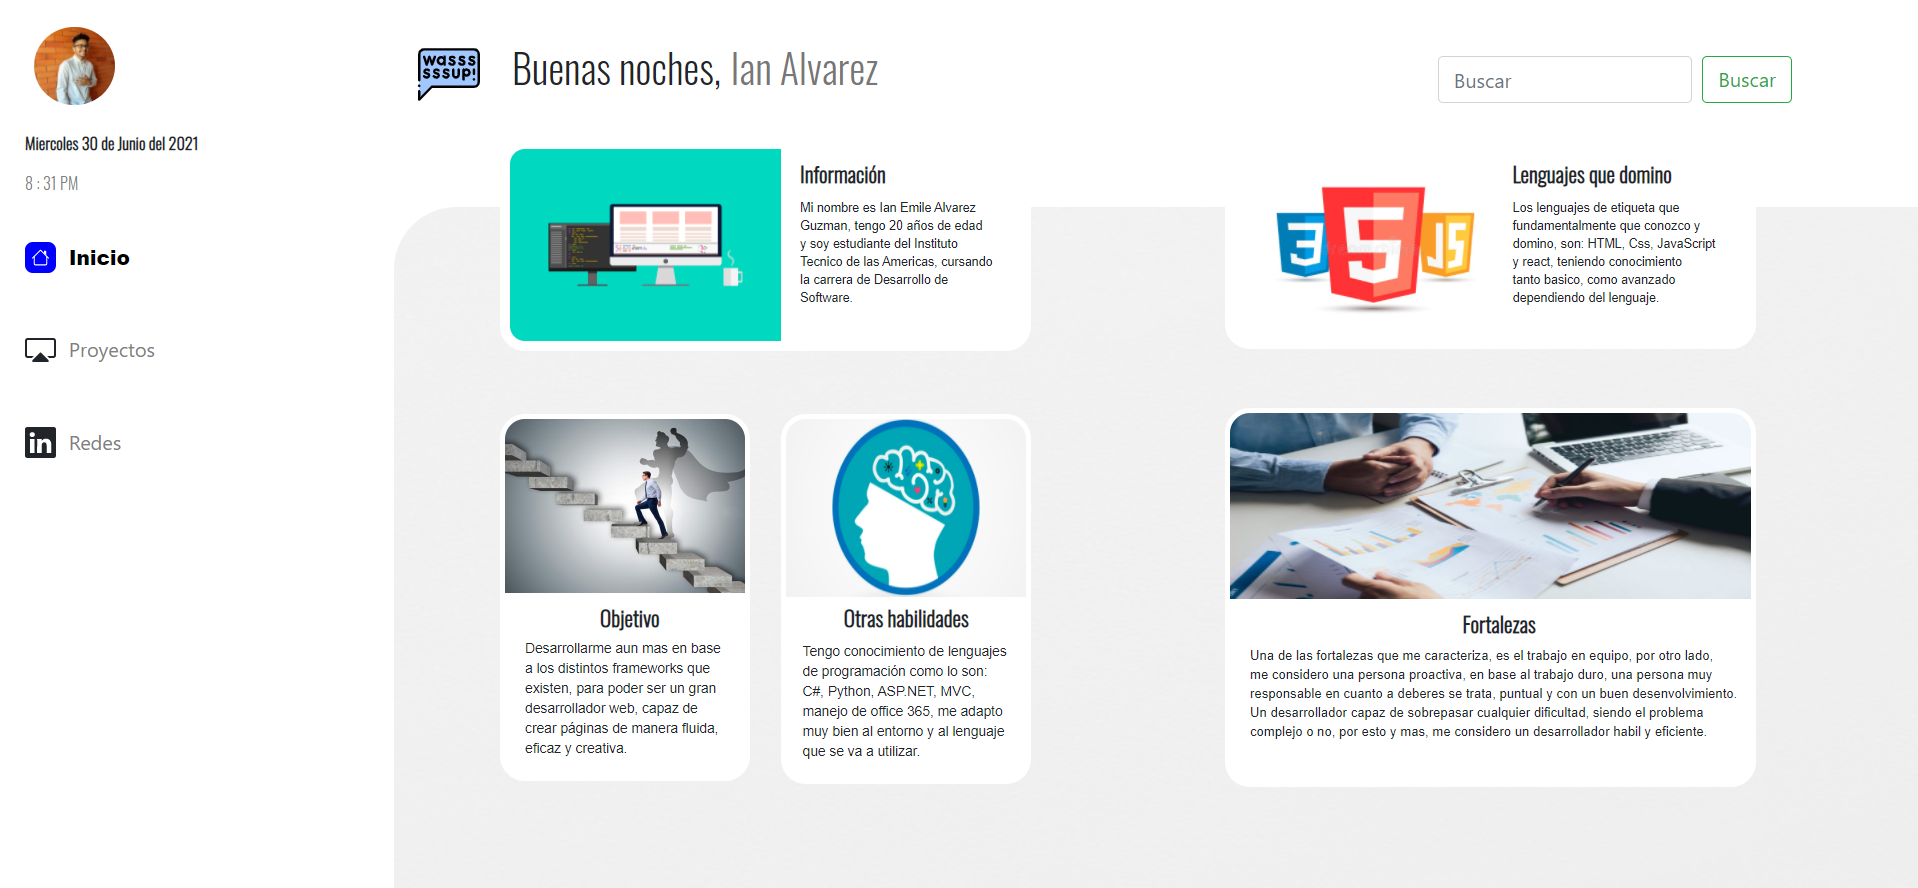 Miercoles 30 de Junio del 2021
8 : 31 PM
Inicio
Proyectos
in
Redes
wasss
sssup!
Buenas noches, Ian Alvarez
Buscar
Buscar
Información
Mi nombre es Ian Emile Alvarez
Guzman, tengo 20 años de edad
y soy estudiante del Instituto
Tecnico de las Americas, cursando
la carrera de Desarrollo de
Software.
3
5
JS
Lenguajes que domino
Los lenguajes de etiqueta que
fundamentalmente que conozco y
domino, son: HTML, Css, JavaScript
y react, teniendo conocimiento
tanto basico, como avanzado
dependiendo del lenguaje.
Objetivo
Desarrollarme aun mas en base
a los distintos frameworks que
existen, para poder ser un gran
desarrollador web, capaz de
crear páginas de manera fluida,
eficaz y creativa.
Otras habilidades
Tengo conocimiento de lenguajes
de programación como lo son:
C#, Python, ASP.NET, MVC,
manejo de office 365, me adapto
muy bien al entorno y al lenguaje
que se va a utilizar.
Fortalezas
Una de las fortalezas que me caracteriza, es el trabajo en equipo, por otro lado,
me considero una persona proactiva, en base al trabajo duro, una persona muy
responsable en cuanto a deberes se trata, puntual y con un buen desenvolvimiento.
Un desarrollador capaz de sobrepasar cualquier dificultad, siendo el problema
complejo o no, por esto y mas, me considero un desarrollador habil y eficiente.